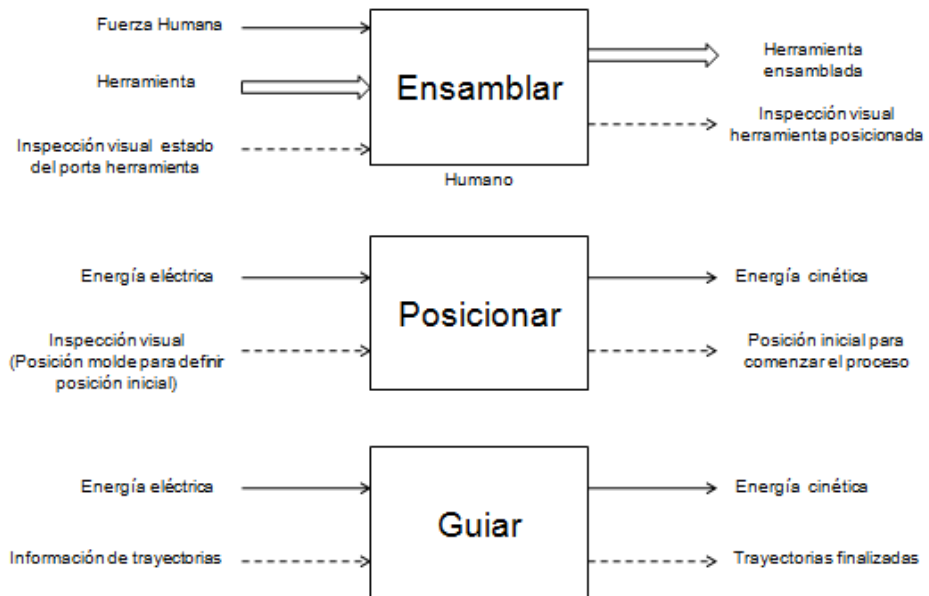 Fuerza Humana
Herramienta
Inspección visual estado
del porta herramienta
Ensamblar
Humano
Herramienta
ensamblada
Inspección visual
herramienta posicionada
Energía eléctrica
Inspección visual
(Posición molde para definir
posición inicial)
Posicionar
Energía cinética
Posición inicial para
comenzar el proceso
Energía eléctrica
Información de trayectorias
Guiar
Energía cinética
Trayectorias finalizadas